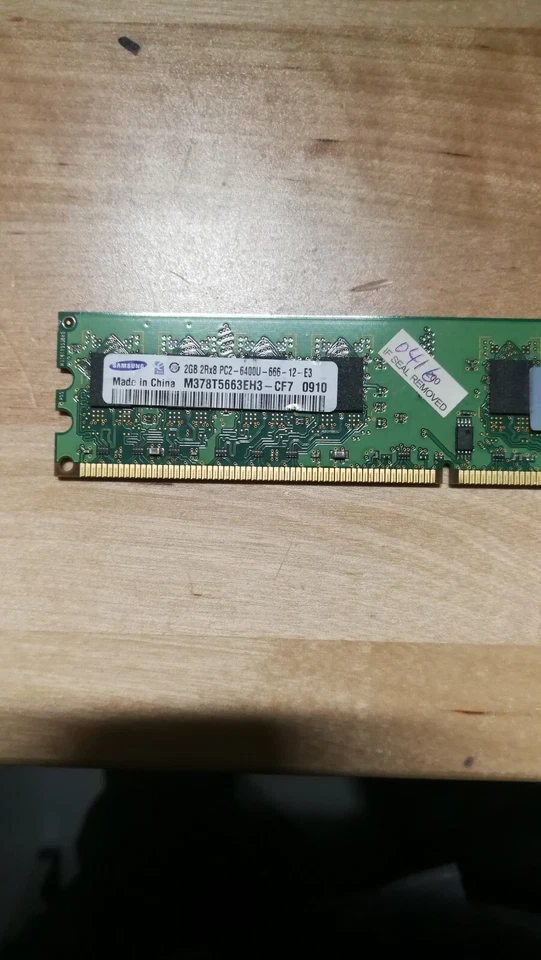 SAMSUNG 2GB 2Rx8 PC2-6400U-666-12-E3
Made in China M378T5663EH3-CF7 0910
IF SEAL REMOVED